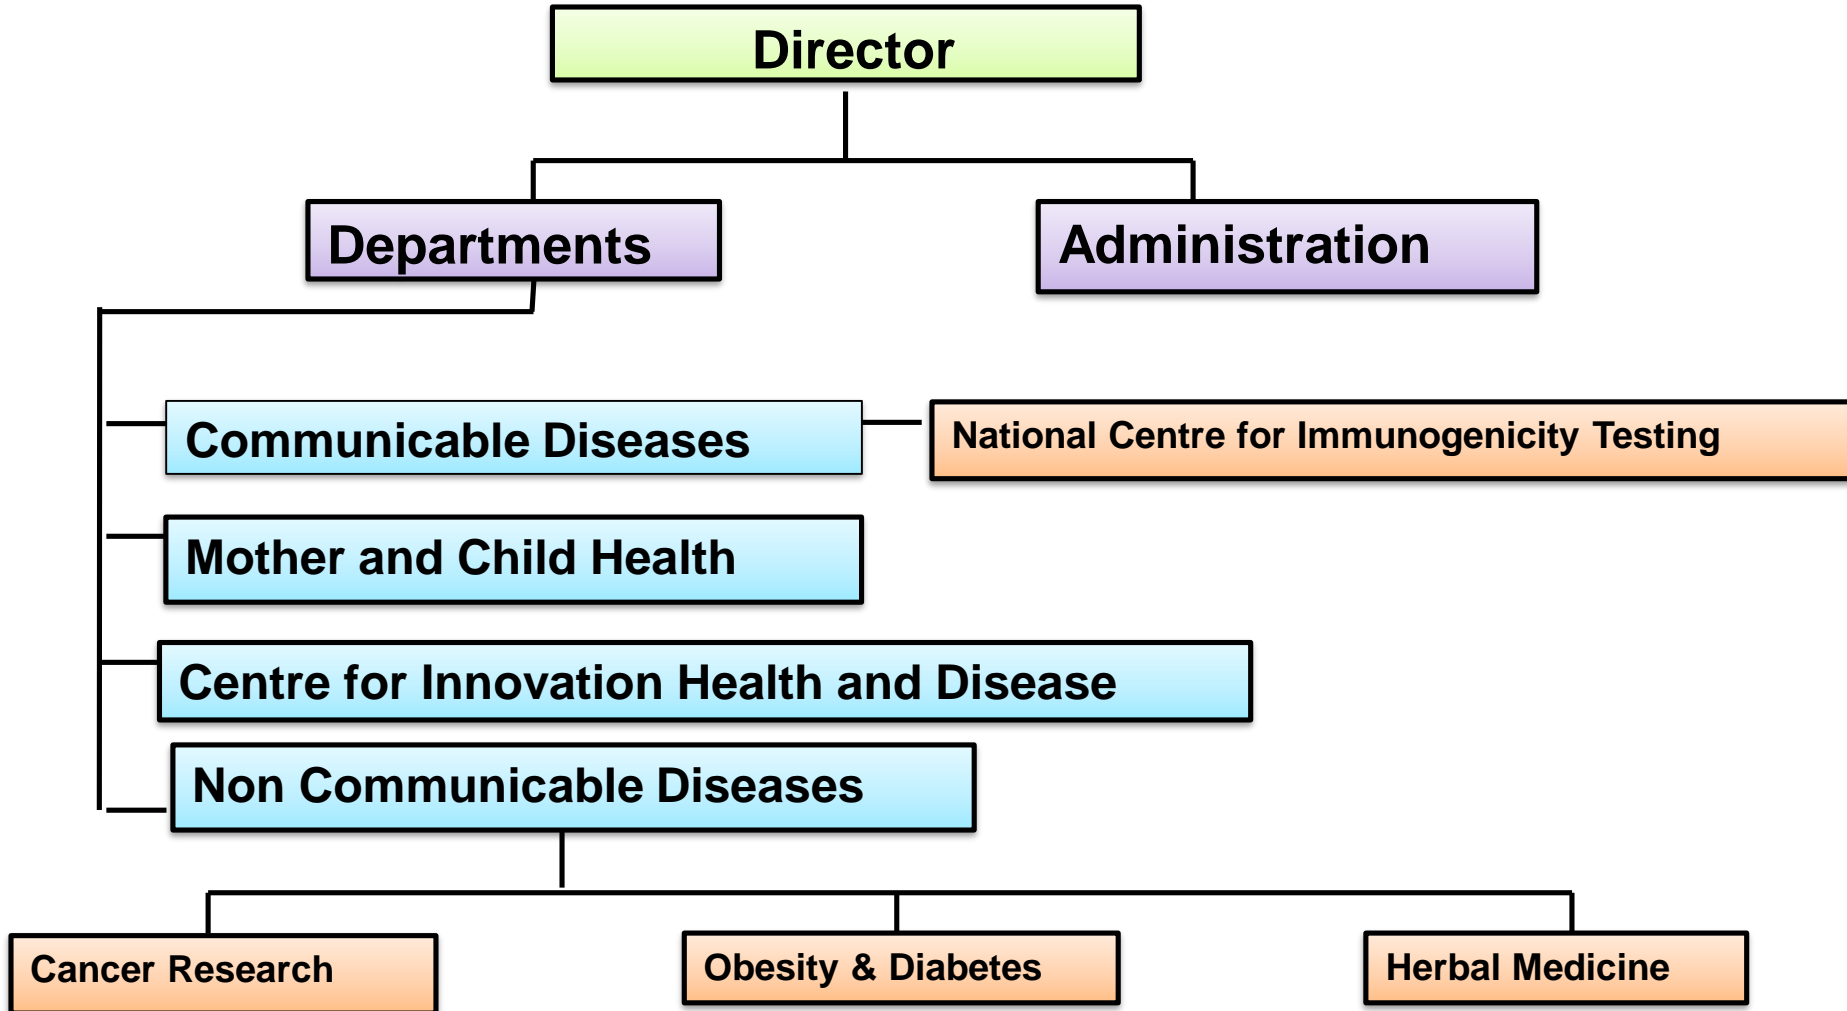 Director
Departments
Administration
Communicable Diseases
National Centre for Immunogenicity Testing
Mother and Child Health
Centre for Innovation Health and Disease
Non Communicable Diseases
Cancer Research
Obesity & Diabetes
Herbal Medicine